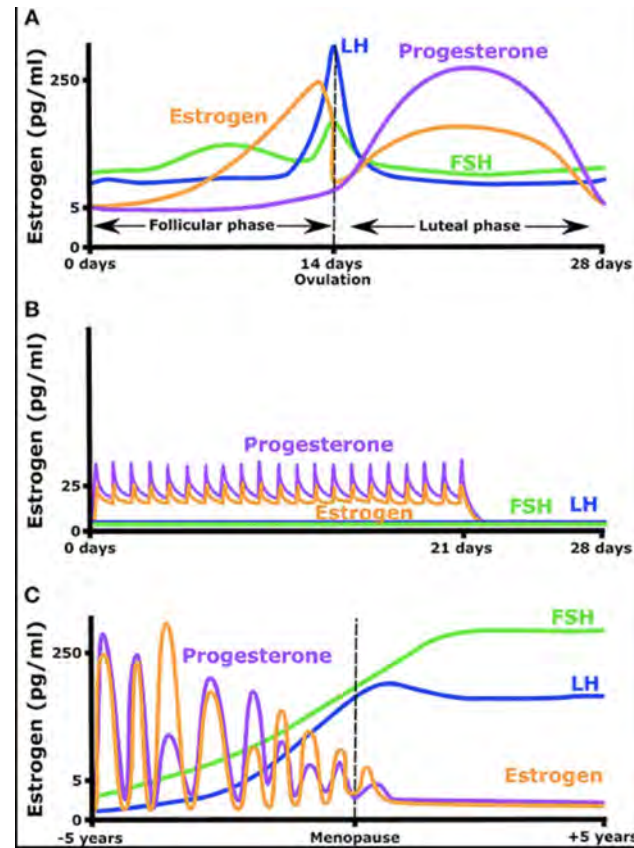 A
Estrogen (pg/ml)
250
5
0
LH
Progesterone
Estrogen
FSH
Follicular phase
Luteal phase
0 days
14 days
Ovulation
28 days
B
Estrogen (pg/ml)
25
0
Progesterone
Estrogen
FSH
LH
0 days
21 days
28 days
C
Estrogen (pg/ml)
250
5
0
Progesterone
FSH
LH
Estrogen
-5 years
Menopause
+5 years